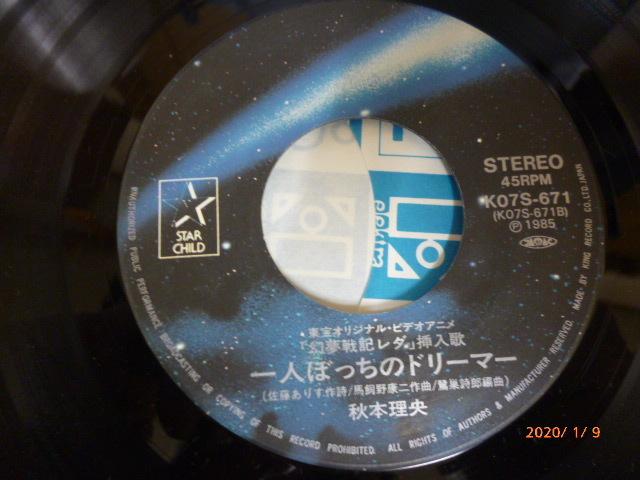 STEREO
45RPM
K07S-671
(K07S-671B)
Ⓟ 1985
STAR
CHILD
東宝オリジナル・ビデオアニメ
「幻夢戦記レダ」挿入歌
一人ぼっちのドリーマー
(佐藤ありす作詩/馬飼野康二作曲/鷺巣詩郎編曲)
秋本理央
MADE BY KING RECORD CO., LTD. JAPAN
ALL RIGHTS OF AUTHORS & MANUFACTURER RESERVED
UNAUTHORIZED PUBLIC PERFORMANCE BROADCASTING OR COPYING OF THIS RECORD PROHIBITED.
2020/ 1/ 9